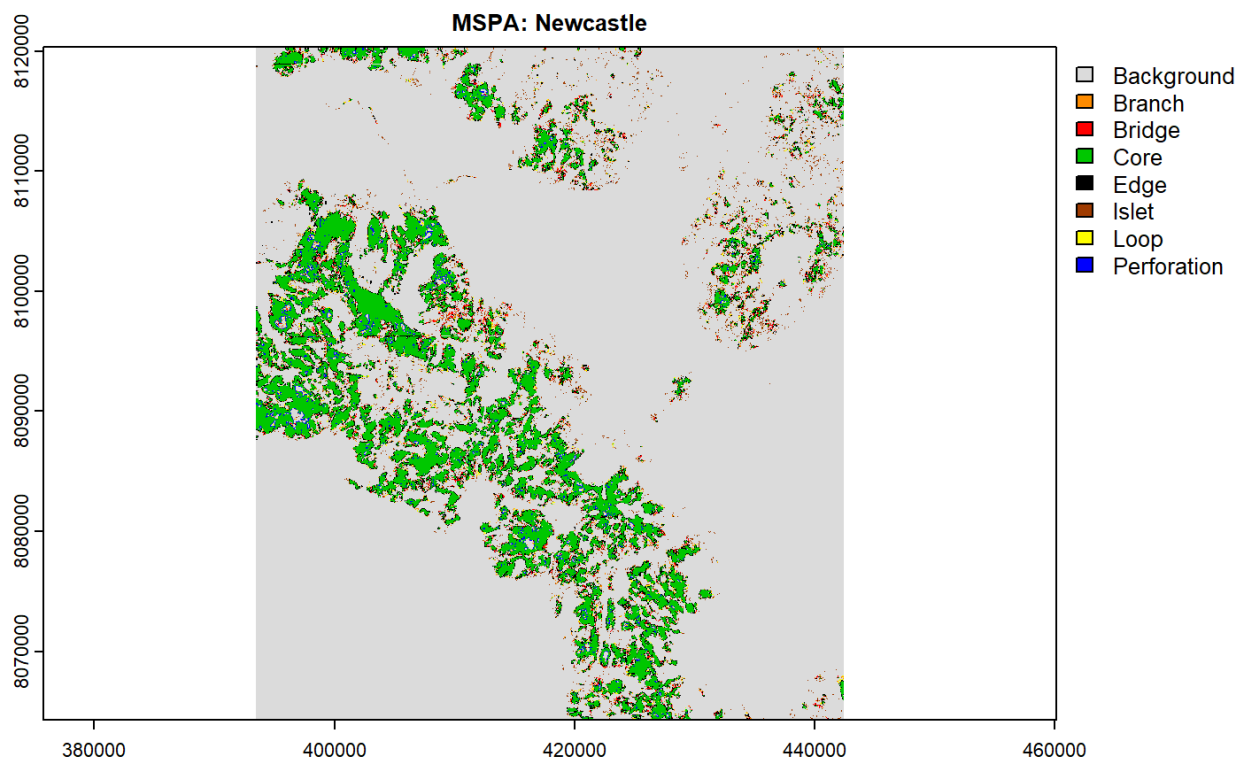 MSPA: Newcastle
8120000
8110000
8100000
8090000
8080000
8070000
380000
400000
420000
440000
460000
Background
Branch
Bridge
Core
Edge
Islet
Loop
Perforation